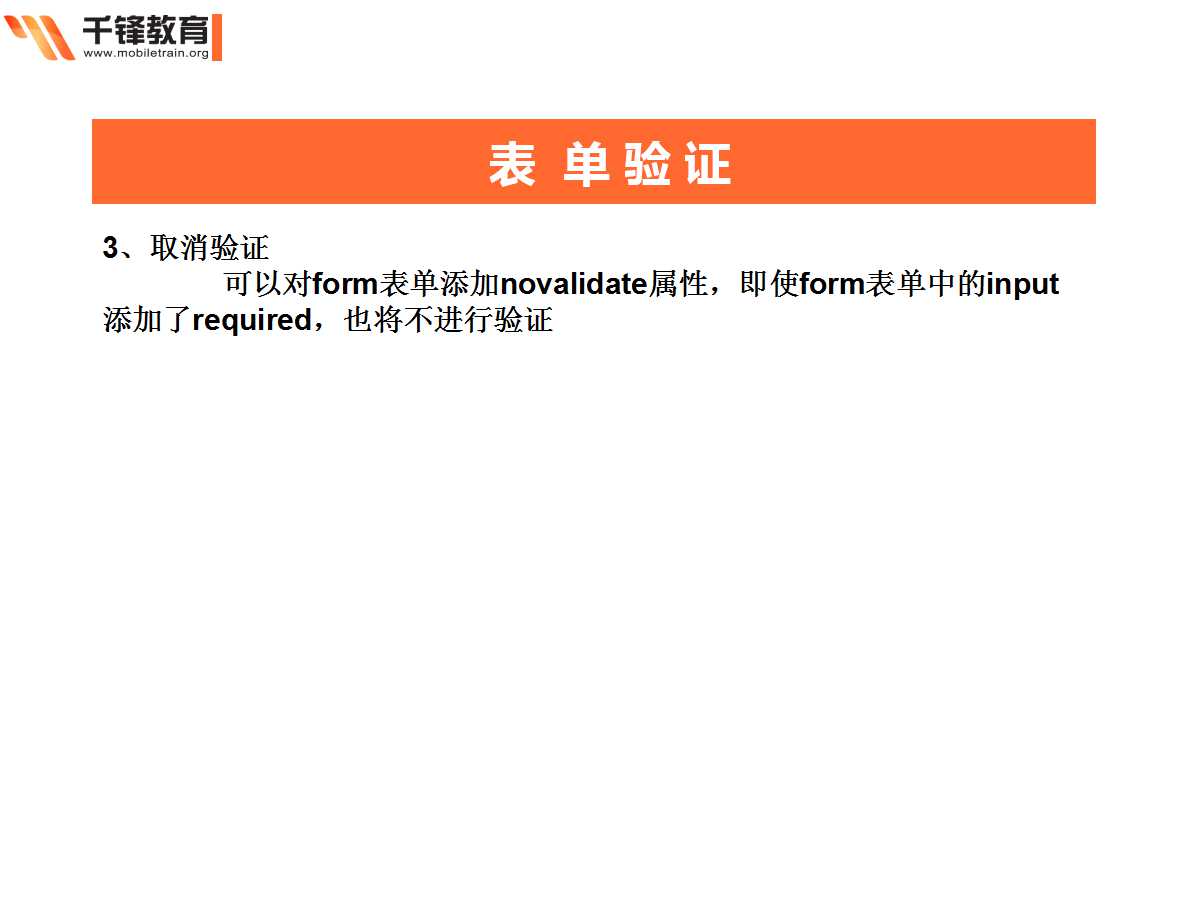 千锋教育
www.mobiletrain.org
表 单 验 证
3、取消验证
可以对form表单添加novalidate属性，即使form表单中的input
添加了required，也将不进行验证